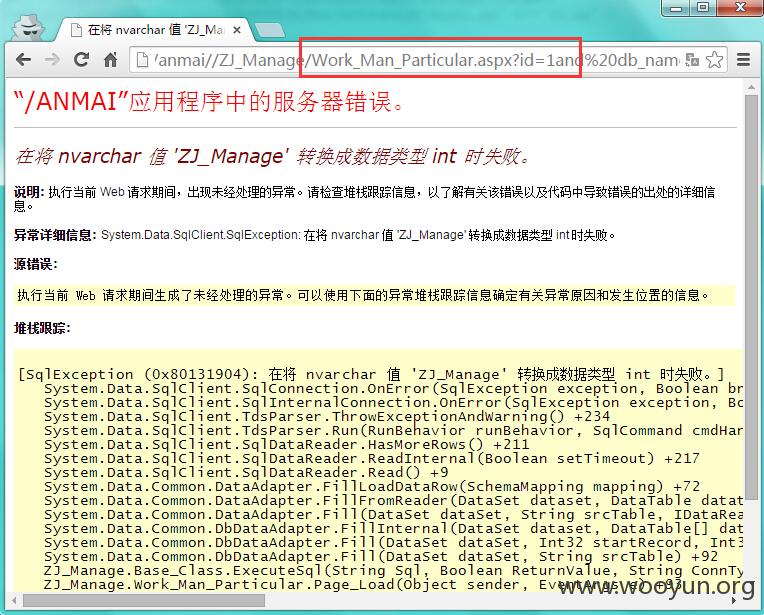 在将 nvarchar 值 'ZJ_Man
/anmai//ZJ_Manage/Work_Man_Particular.aspx?id=1and%20db_name
“/ANMAI”应用程序中的服务器错误。
在将 nvarchar 值 'ZJ_Manage' 转换成数据类型 int 时失败。
说明: 执行当前 Web 请求期间，出现未经处理的异常。请检查堆栈跟踪信息，以了解有关该错误以及代码中导致错误的出处的详细信
息。
异常详细信息: System.Data.SqlClient.SqlException: 在将 nvarchar 值 'ZJ_Manage' 转换成数据类型 int 时失败。
源错误:
执行当前 Web 请求期间生成了未经处理的异常。可以使用下面的异常堆栈跟踪信息确定有关异常原因和发生位置的信息。
堆栈跟踪:
[SqlException (0x80131904): 在将 nvarchar 值 'ZJ_Manage' 转换成数据类型 int 时失败。]
System.Data.SqlClient.SqlConnection.OnError(SqlException exception, Boolean br
System.Data.SqlClient.SqlInternalConnection.OnError(SqlException exception, Bo
System.Data.SqlClient.TdsParser.ThrowExceptionAndWarning() +234
System.Data.SqlClient.TdsParser.Run(RunBehavior runBehavior, SqlCommand cmdHan
System.Data.SqlClient.SqlDataReader.HasMoreRows() +211
System.Data.SqlClient.SqlDataReader.ReadInternal(Boolean setTimeout) +217
System.Data.SqlClient.SqlDataReader.Read() +9
System.Data.Common.DataAdapter.FillLoadDataRow(SchemaMapping mapping) +72
System.Data.Common.DataAdapter.FillFromReader(DataSet dataset, DataTable datat
System.Data.Common.DataAdapter.Fill(DataSet dataSet, String srcTable, IDataRea
System.Data.Common.DbDataAdapter.FillInternal(DataSet dataset, DataTable[] dat
System.Data.Common.DbDataAdapter.Fill(DataSet dataSet, Int32 startRecord, Int3
System.Data.Common.DbDataAdapter.Fill(DataSet dataSet, String srcTable) +92
ZJ_Manage.Base_Class.ExecuteSql(String Sql, Boolean ReturnValue, String ConnTy
ZJ_Manage.Work_Man_Particular.Page_Load(Object sender, EventArgs e) +93
www.wooyun.org